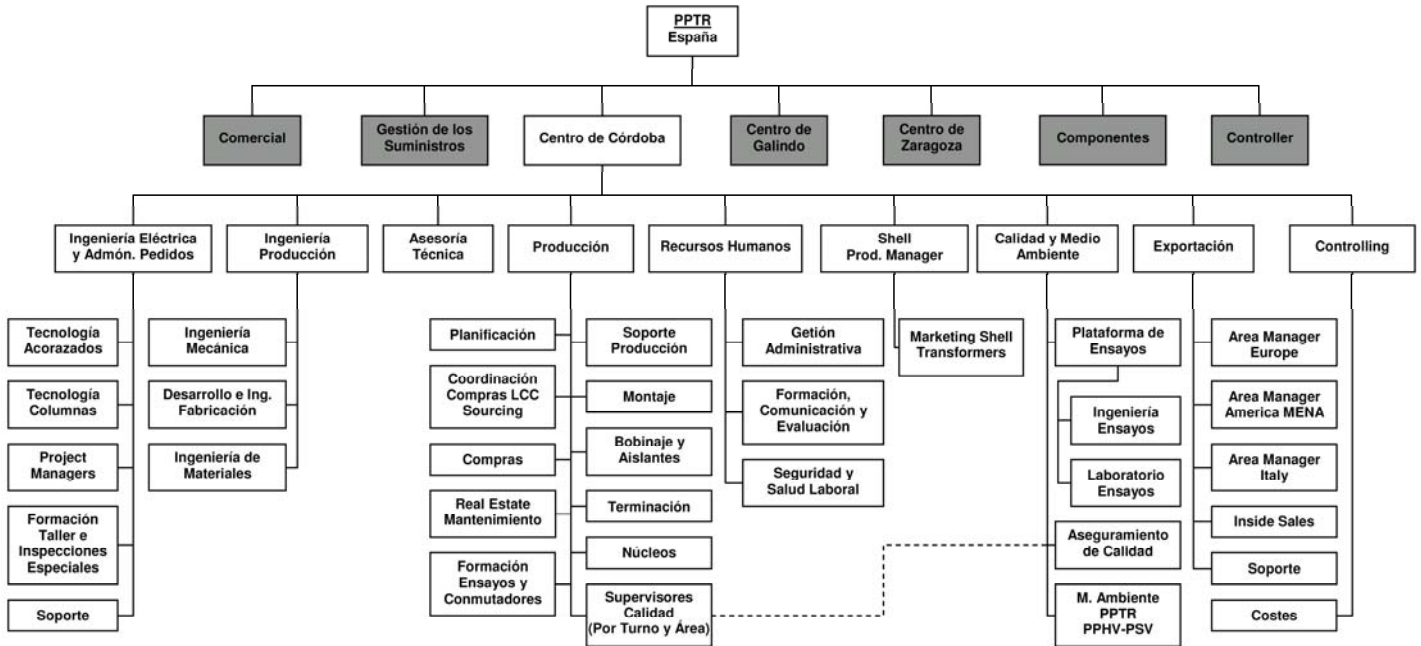 PPTR
España
Comercial
Gestión de los
Suministros
Centro de Córdoba
Centro de
Galindo
Centro de
Zaragoza
Componentes
Controller
Ingeniería Eléctrica
y Admón. Pedidos
Ingeniería
Producción
Asesoría
Técnica
Producción
Recursos Humanos
Shell
Prod. Manager
Calidad y Medio
Ambiente
Exportación
Controlling
Tecnología
Acorazados
Tecnología
Columnas
Project
Managers
Formación
Taller e
Inspecciones
Especiales
Soporte
Ingeniería
Mecánica
Desarrollo e Ing.
Fabricación
Ingeniería de
Materiales
Planificación
Coordinación
Compras LCC
Sourcing
Compras
Real Estate
Mantenimiento
Formación
Ensayos y
Conmutadores
Soporte
Producción
Montaje
Bobinaje y
Aislantes
Terminación
Núcleos
Supervisores
Calidad
(Por Turno y Área)
Getión
Administrativa
Formación,
Comunicación y
Evaluación
Seguridad y
Salud Laboral
Marketing Shell
Transformers
Plataforma de
Ensayos
Ingeniería
Ensayos
Laboratorio
Ensayos
Aseguramiento
de Calidad
M. Ambiente
PPTR
PPHV-PSV
Area Manager
Europe
Area Manager
America MENA
Area Manager
Italy
Inside Sales
Soporte
Costes